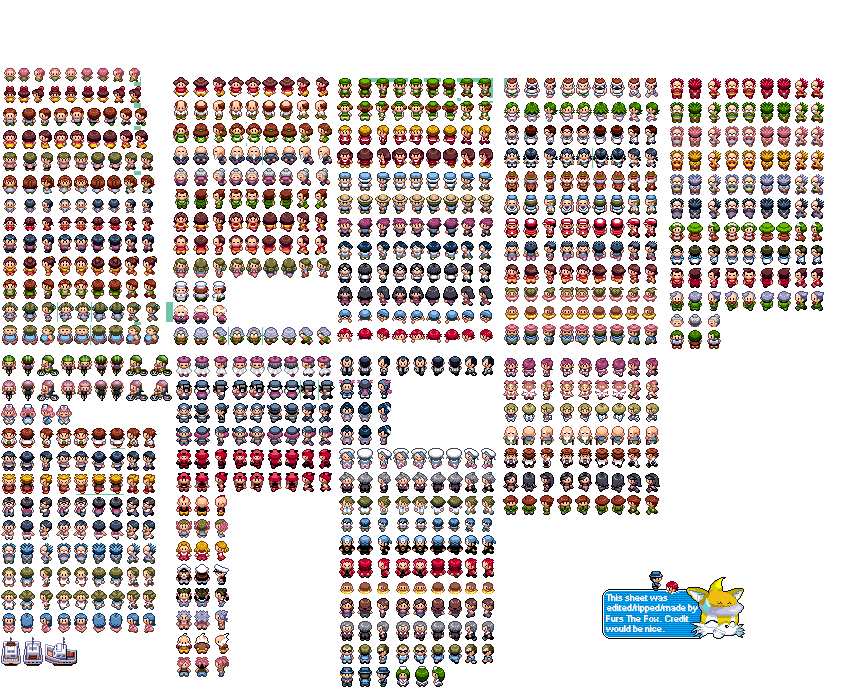 This sheet was
edited/ripped/made by
Furs The Fox. Credit
would be nice.